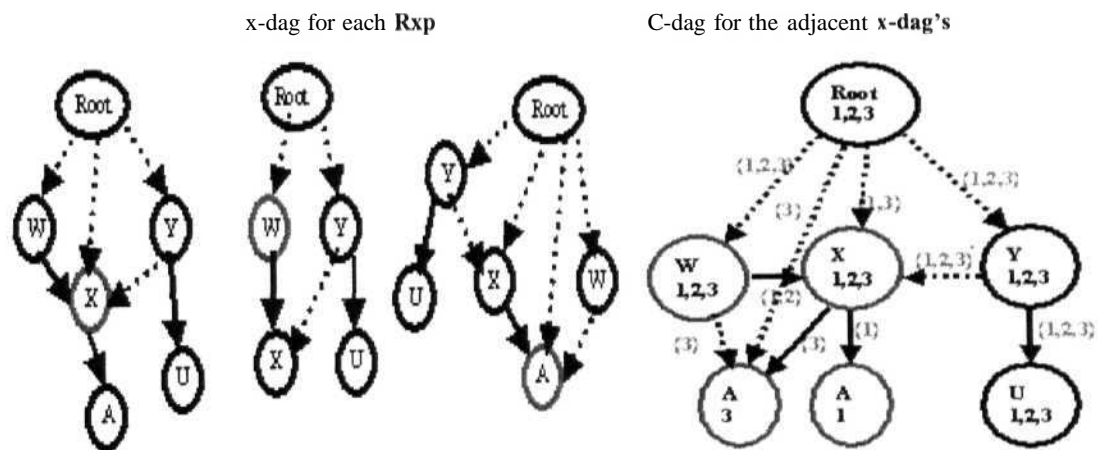 x-dag for each Rxp
C-dag for the adjacent x-dag's
Root
W
Y
X
U
A
Root
W
Y
X
U
Root
Y
U
X
W
A
Root
1,2,3
{1,2,3}
{3}
{1,3}
{1,2,3}
W
1,2,3
X
1,2,3
Y
1,2,3
{1,2,3}
{1,2}
{3}
{3}
{1}
{1,2,3}
A
3
A
1
U
1,2,3